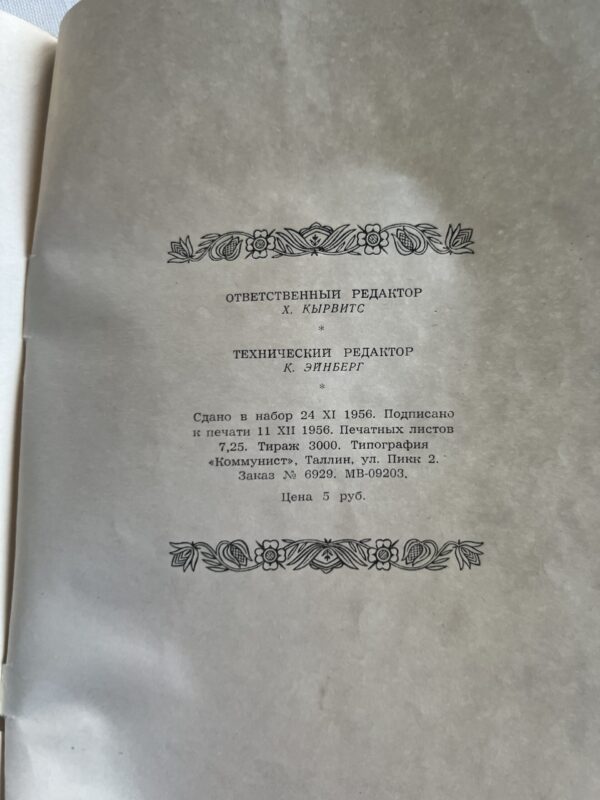 ОТВЕТСТВЕННЫЙ РЕДАКТОР
Х. КЫРВИТС
*
ТЕХНИЧЕСКИЙ РЕДАКТОР
К. ЭЙНБЕРГ
*
Сдано в набор 24 XI 1956. Подписано
к печати 11 XII 1956. Печатных листов
7,25. Тираж 3000. Типография
«Коммунист», Таллин, ул. Пикк 2.
Заказ № 6929. МВ-09203.
Цена 5 руб.